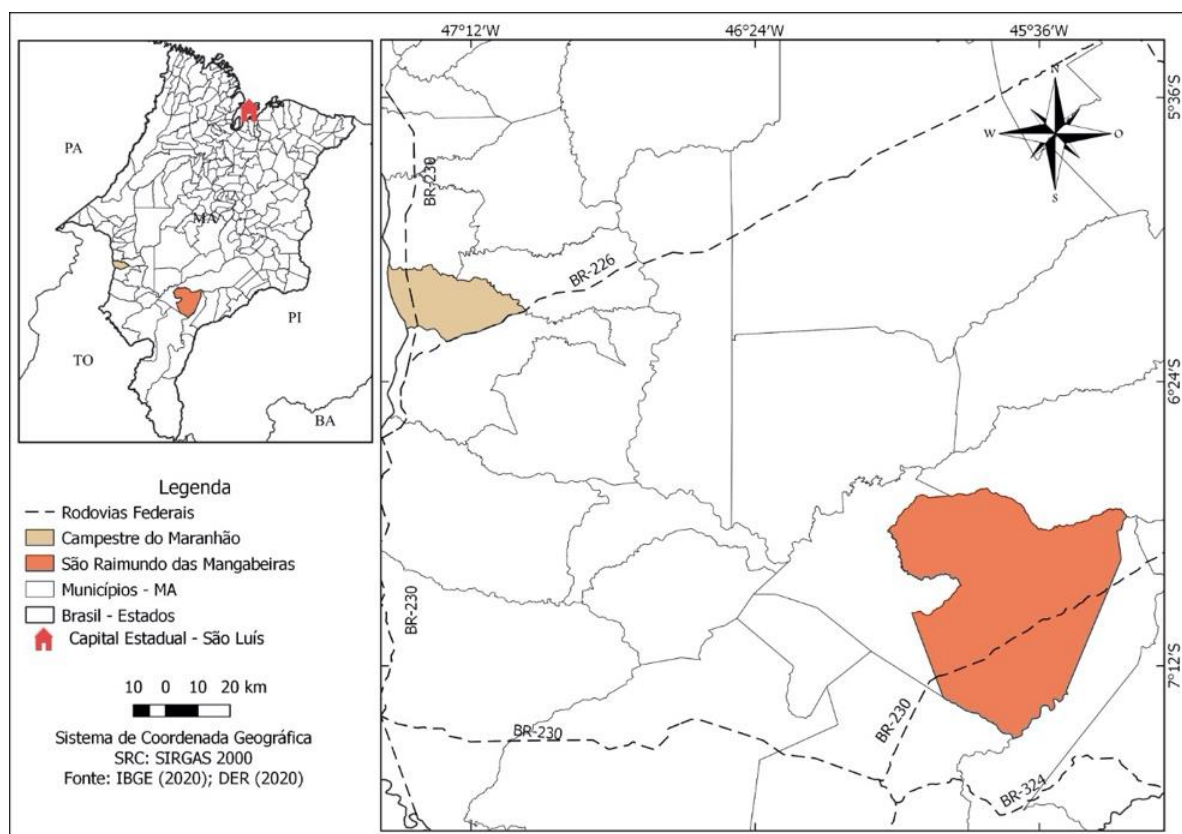 47°12′W
46°24′W
45°36′W
5°36′S
6°24′S
7°12′S
PA
MA
PI
TO
BA
N
W
O
S
BR-230
BR-226
BR-230
BR-230
BR-230
BR-324
Legenda
Rodovias Federais
Campestre do Maranhão
São Raimundo das Mangabeiras
Municípios - MA
Brasil - Estados
Capital Estadual - São Luís
10 0 10 20 km
Sistema de Coordenada Geográfica
SRC: SIRGAS 2000
Fonte: IBGE (2020); DER (2020)